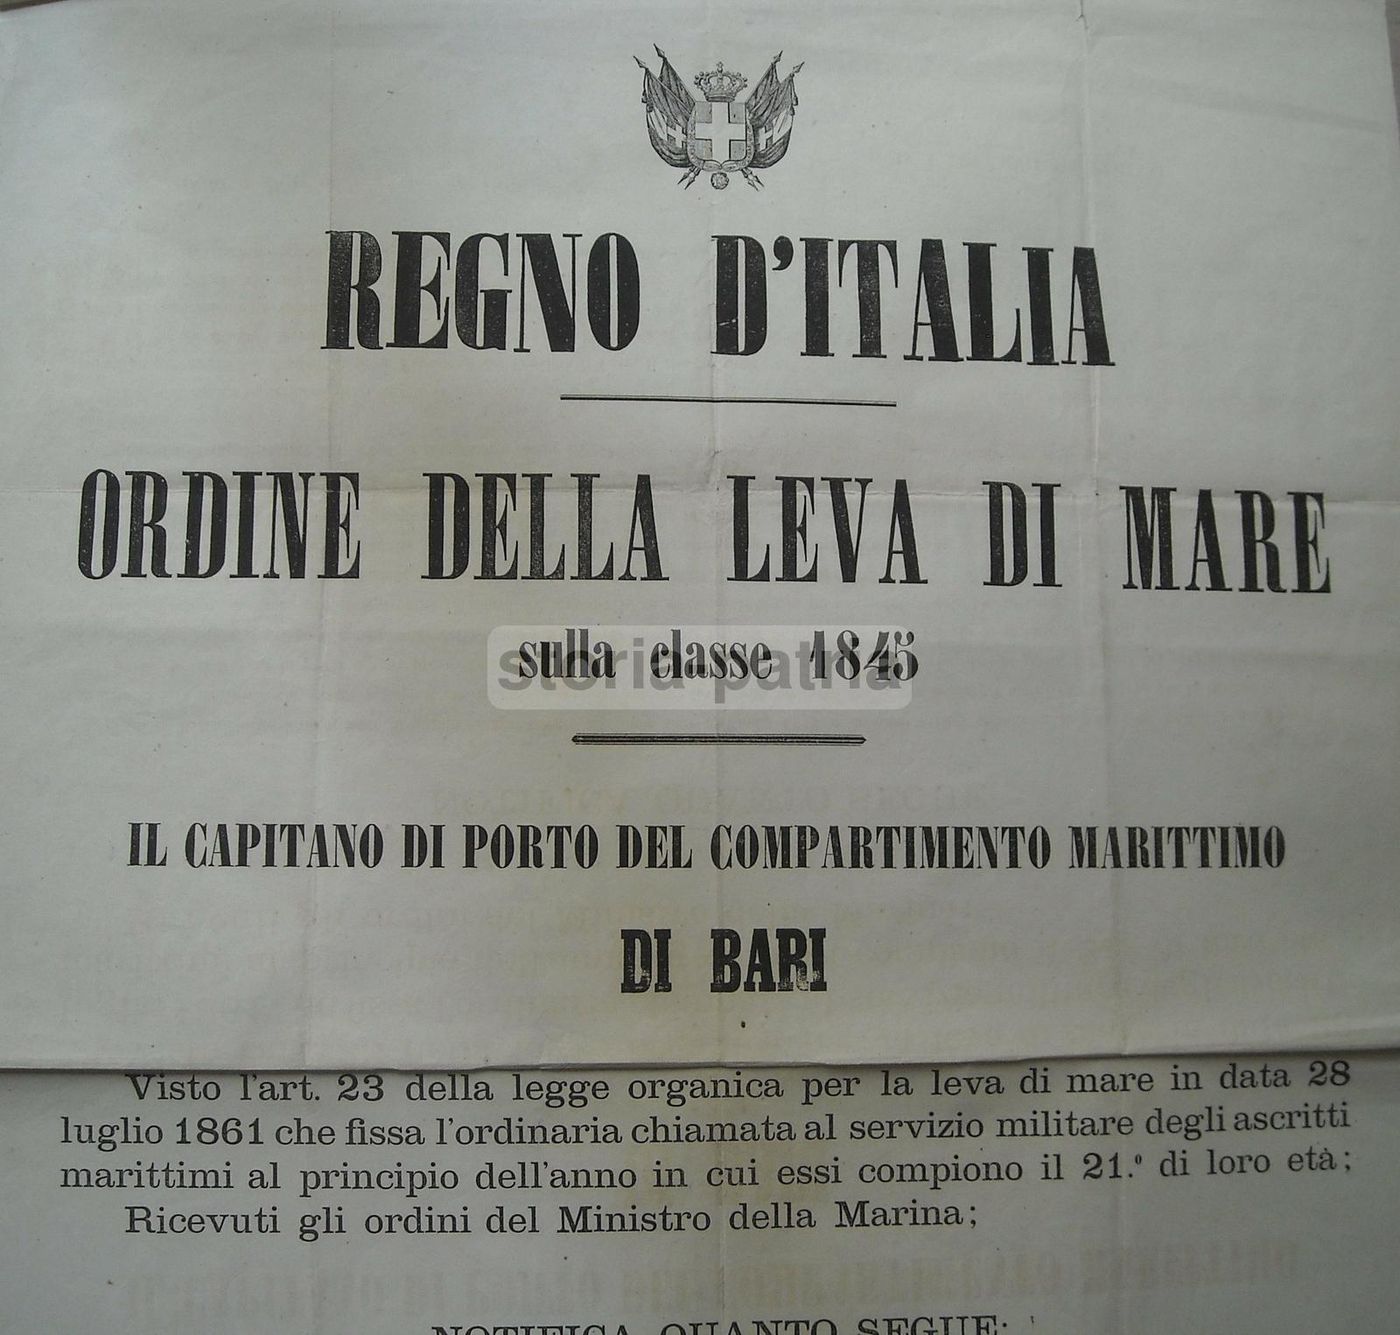 REGNO D'ITALIA
ORDINE DELLA LEVA DI MARE
sulla classe 1845
storia patria
IL CAPITANO DI PORTO DEL COMPARTIMENTO MARITTIMO
DI BARI
Visto l'art. 23 della legge organica per la leva di mare in data 28
luglio 1861 che fissa l'ordinaria chiamata al servizio militare degli ascritti
marittimi al principio dell'anno in cui essi compiono il 21.° di loro età;
Ricevuti gli ordini del Ministro della Marina;
NOTIFICA QUANTO SEGUE: